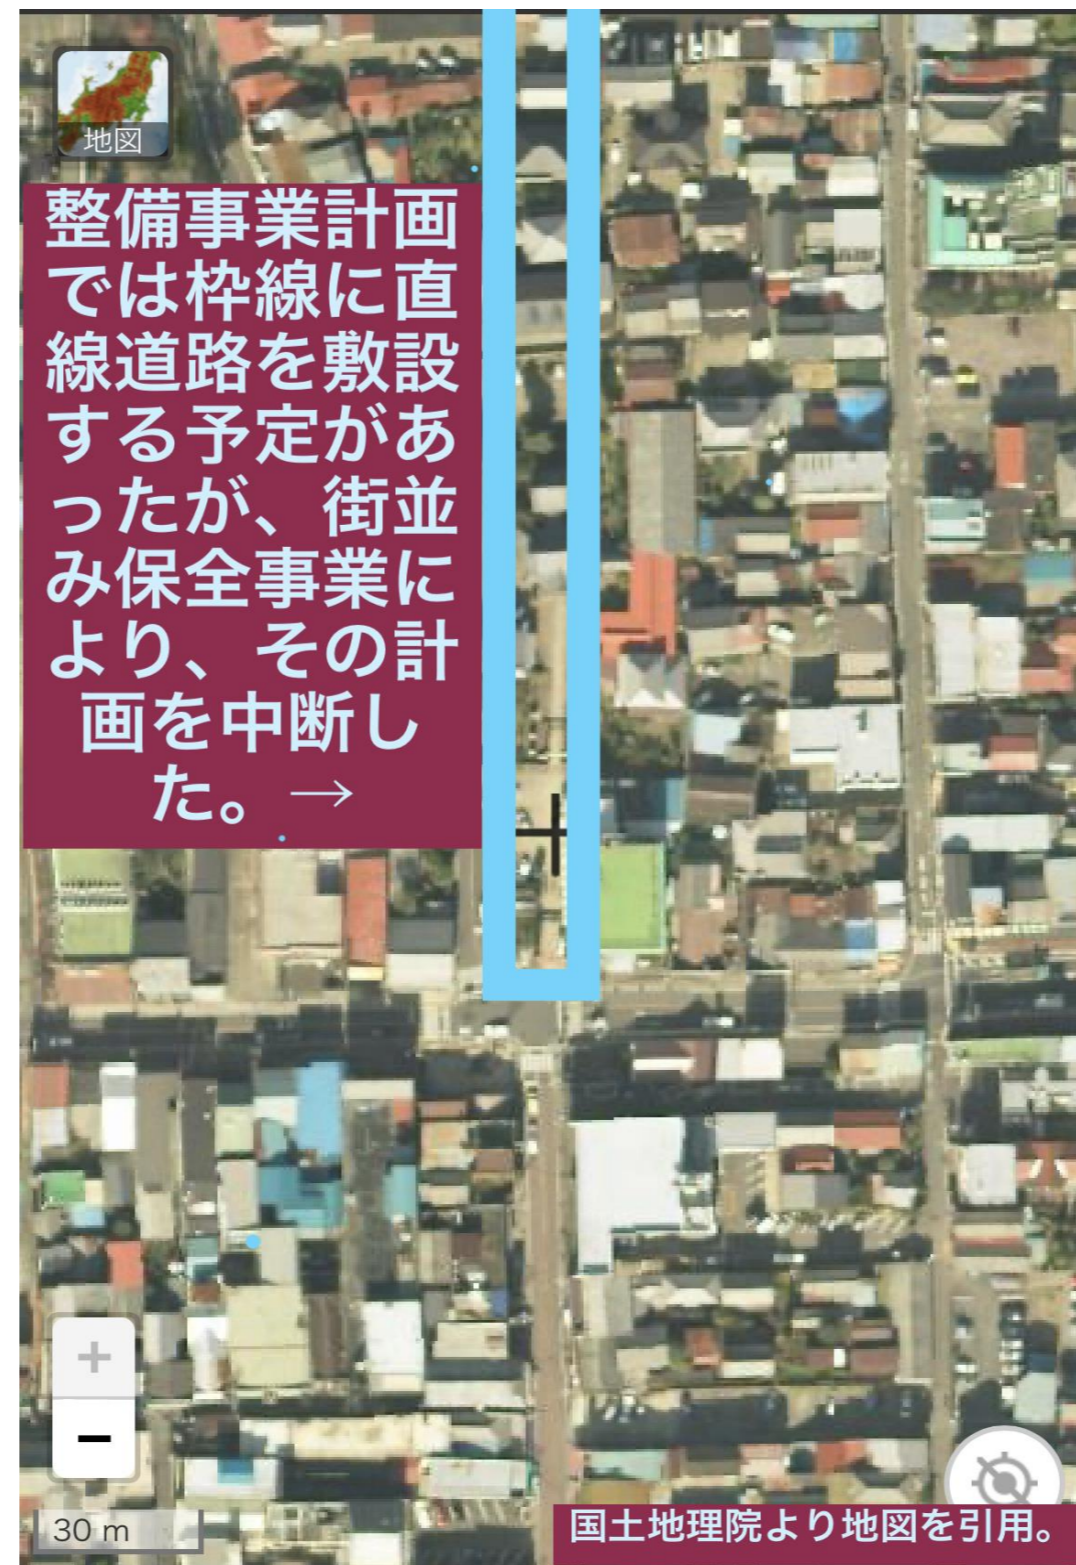 地図
整備事業計画
では枠線に直
線道路を敷設
する予定があ
ったが、街並
み保全事業に
より、その計
画を中断し
た。→
+
−
30 m
国土地理院より地図を引用。